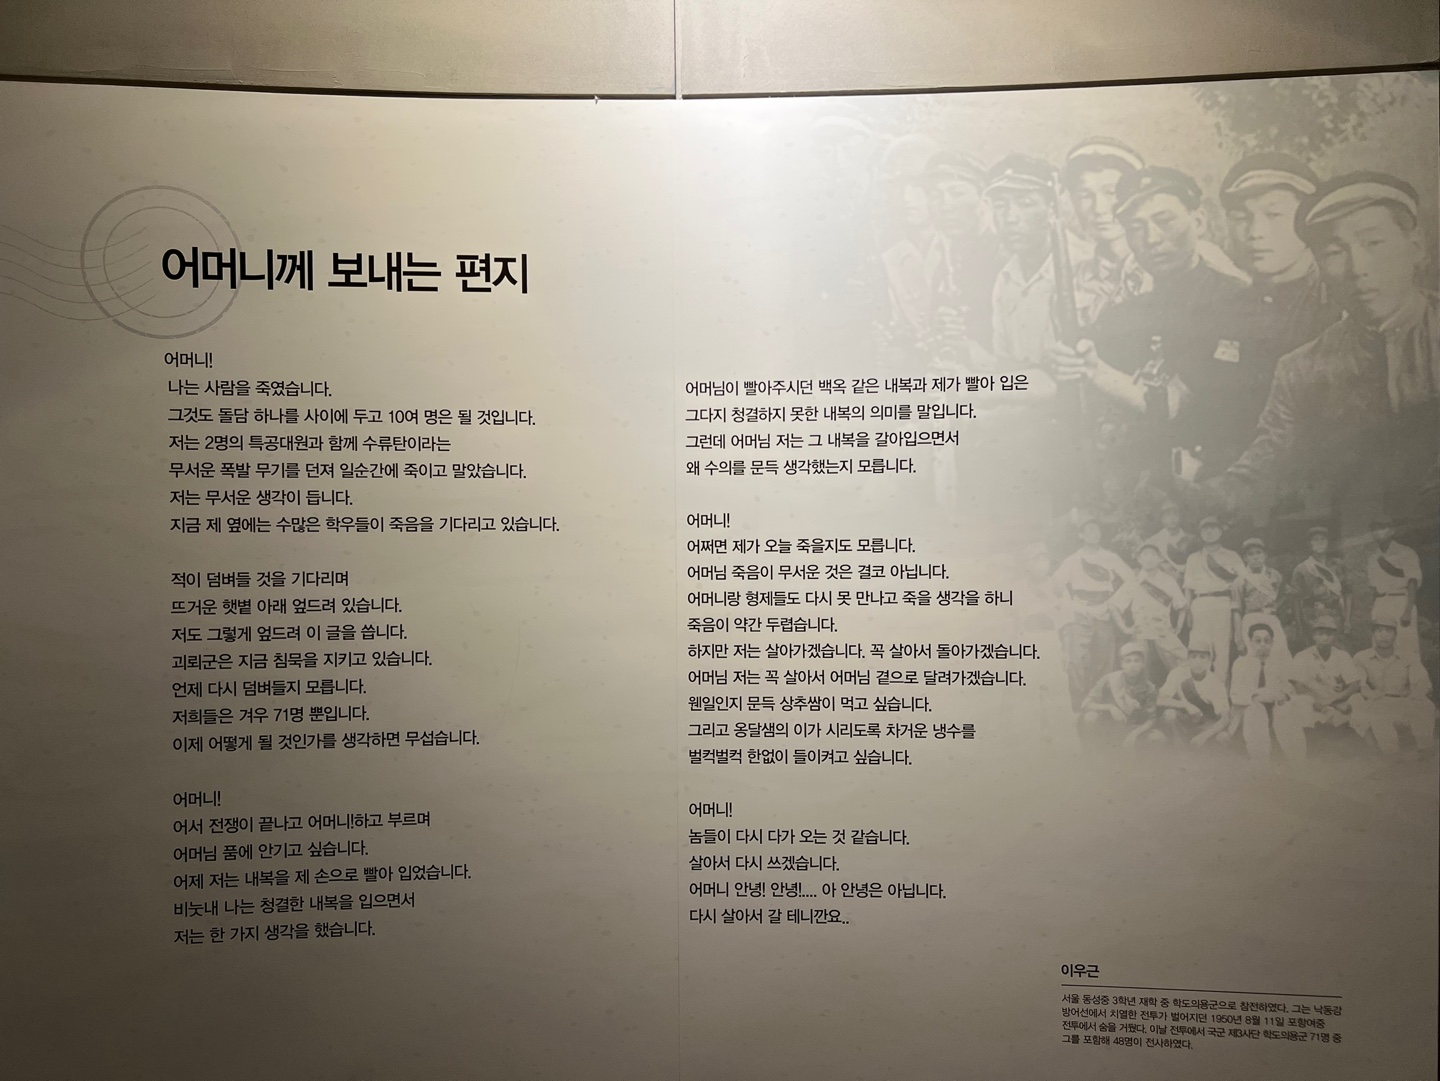 어머니께 보내는 편지
어머니!
나는 사람을 죽였습니다.
그것도 돌담 하나를 사이에 두고 10여 명은 될 것입니다.
저는 2명의 특공대원과 함께 수류탄이라는
무서운 폭발 무기를 던져 일순간에 죽이고 말았습니다.
저는 무서운 생각이 듭니다.
지금 제 옆에는 수많은 학우들이 죽음을 기다리고 있습니다.
적이 덤벼들 것을 기다리며
뜨거운 햇볕 아래 엎드려 있습니다.
저도 그렇게 엎드려 이 글을 씁니다.
괴뢰군은 지금 침묵을 지키고 있습니다.
언제 다시 덤벼들지 모릅니다.
저희들은 겨우 71명 뿐입니다.
이제 어떻게 될 것인가를 생각하면 무섭습니다.
어머니!
어서 전쟁이 끝나고 어머니!하고 부르며
어머님 품에 안기고 싶습니다.
어제 저는 내복을 제 손으로 빨아 입었습니다.
비눗내 나는 청결한 내복을 입으면서
저는 한 가지 생각을 했습니다.
어머님이 빨아주시던 백옥 같은 내복과 제가 빨아 입은
그다지 청결하지 못한 내복의 의미를 말입니다.
그런데 어머님 저는 그 내복을 갈아입으면서
왜 수의를 문득 생각했는지 모릅니다.
어머니!
어쩌면 제가 오늘 죽을지도 모릅니다.
어머님 죽음이 무서운 것은 결코 아닙니다.
어머니랑 형제들도 다시 못 만나고 죽을 생각을 하니
죽음이 약간 두렵습니다.
하지만 저는 살아가겠습니다. 꼭 살아서 돌아가겠습니다.
어머님 저는 꼭 살아서 어머님 곁으로 달려가겠습니다.
웬일인지 문득 상추쌈이 먹고 싶습니다.
그리고 옹달샘의 이가 시리도록 차거운 냉수를
벌컥벌컥 한없이 들이켜고 싶습니다.
어머니!
놈들이 다시 다가 오는 것 같습니다.
살아서 다시 쓰겠습니다.
어머니 안녕! 안녕!.... 아 안녕은 아닙니다.
다시 살아서 갈 테니깐요..
이우근
서울 동성중 3학년 재학 중 학도의용군으로 참전하였다. 그는 낙동강
방어선에서 치열한 전투가 벌어지던 1950년 8월 11일 포항여중
전투에서 숨을 거뒀다. 이날 전투에서 국군 제3사단 학도의용군 71명 중
그를 포함해 48명이 전사하였다.